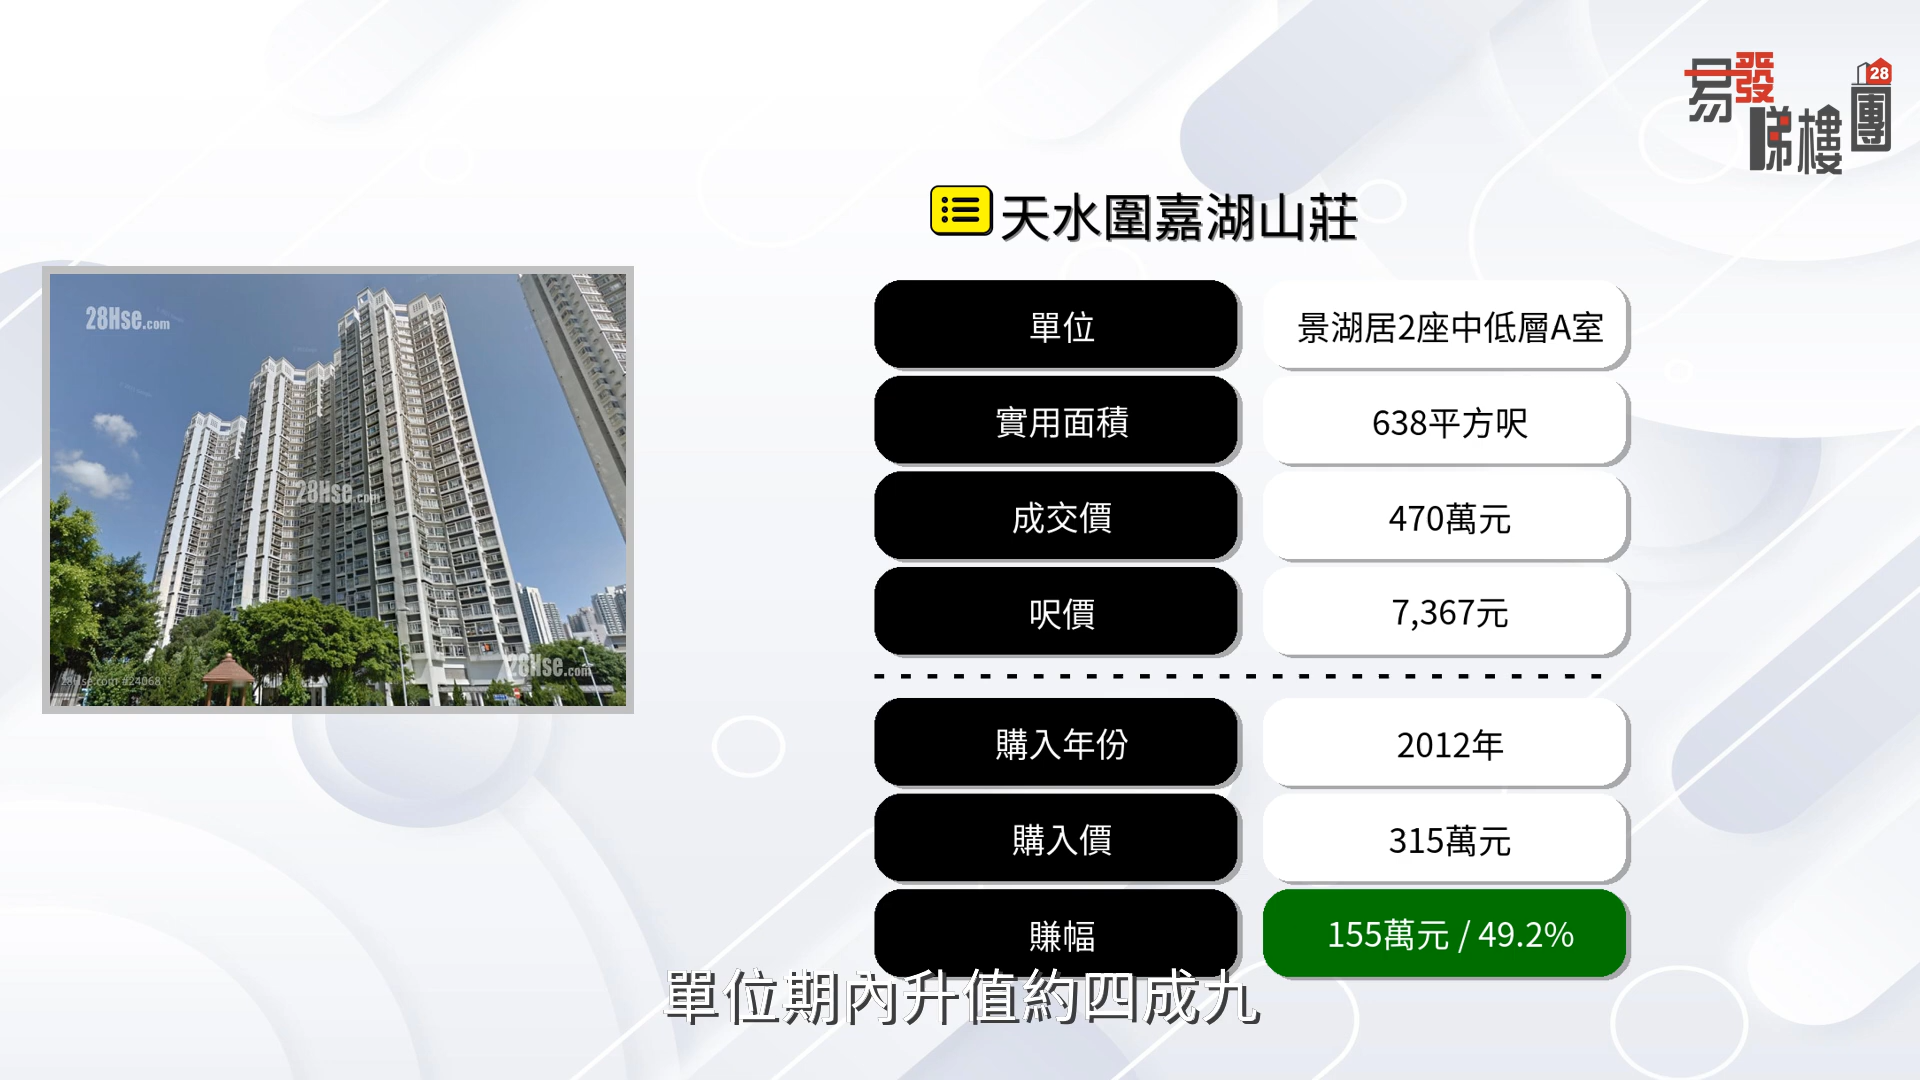 易發睇樓團
28
天水圍嘉湖山莊
單位 景湖居2座中低層A室
實用面積 638平方呎
成交價 470萬元
呎價 7,367元
購入年份 2012年
購入價 315萬元
賺幅 155萬元 / 49.2%
28Hse.com
28Hse.com
28Hse.com
28Hse.com #24068
單位期內升值約四成九